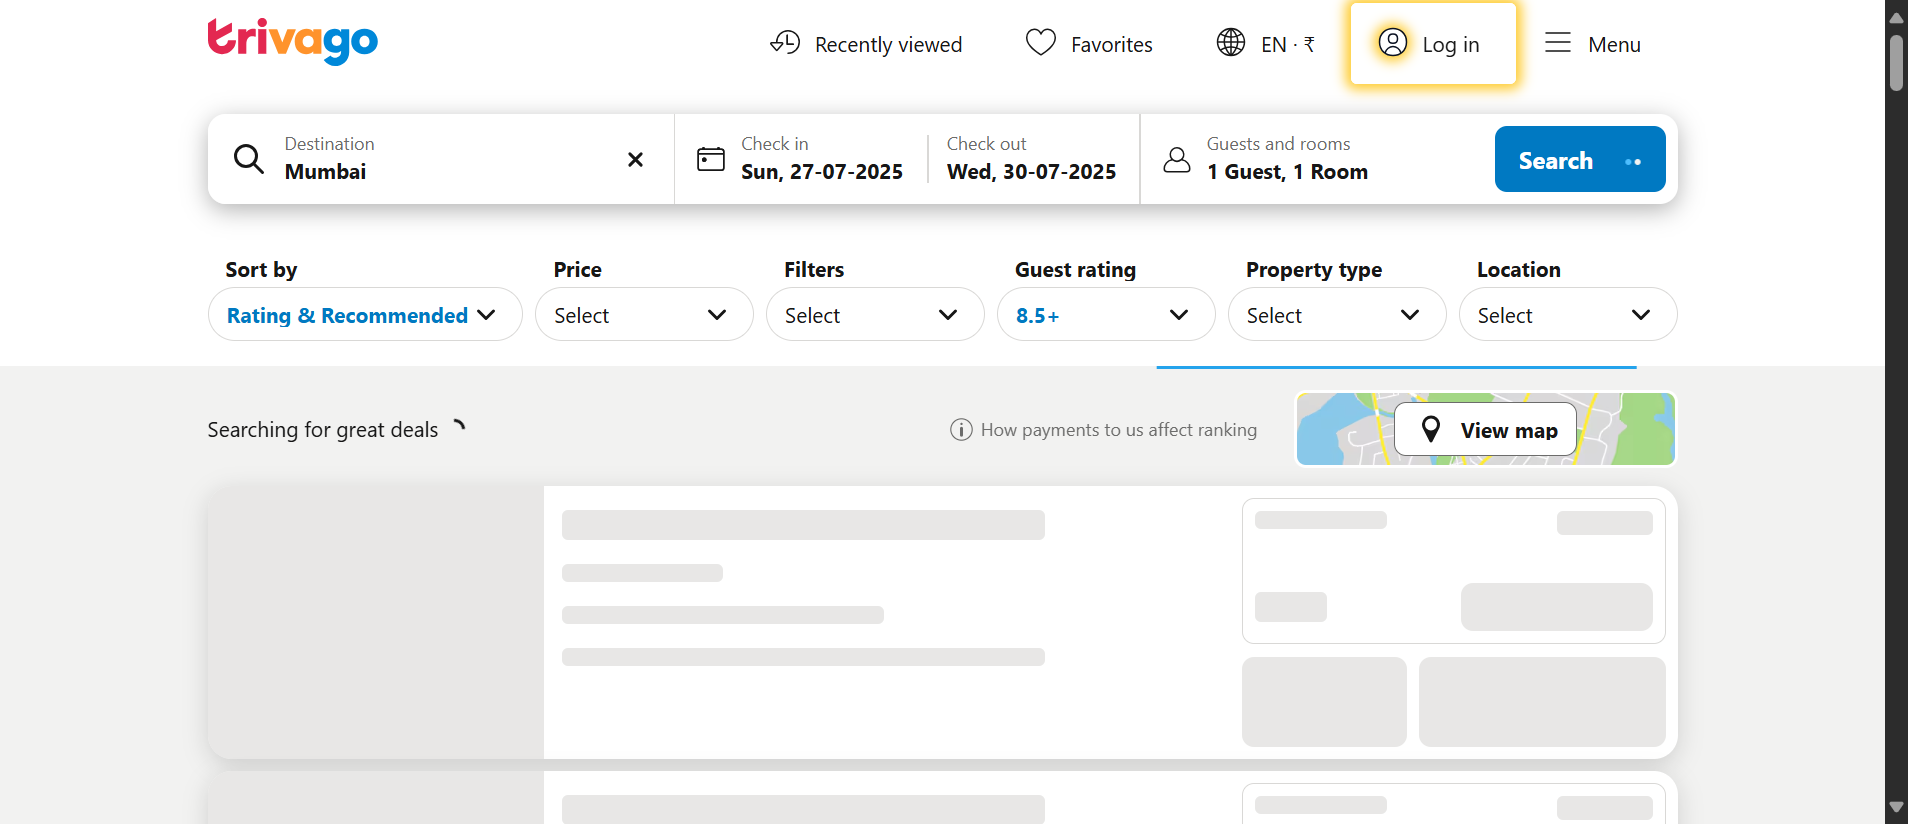 trivago
Recently viewed
Favorites
EN · ₹
Log in
Menu
Destination
Mumbai
Check in
Sun, 27-07-2025
Check out
Wed, 30-07-2025
Guests and rooms
1 Guest, 1 Room
Search
Sort by
Rating & Recommended
Price
Select
Filters
Select
Guest rating
8.5+
Property type
Select
Location
Select
Searching for great deals
How payments to us affect ranking
View map